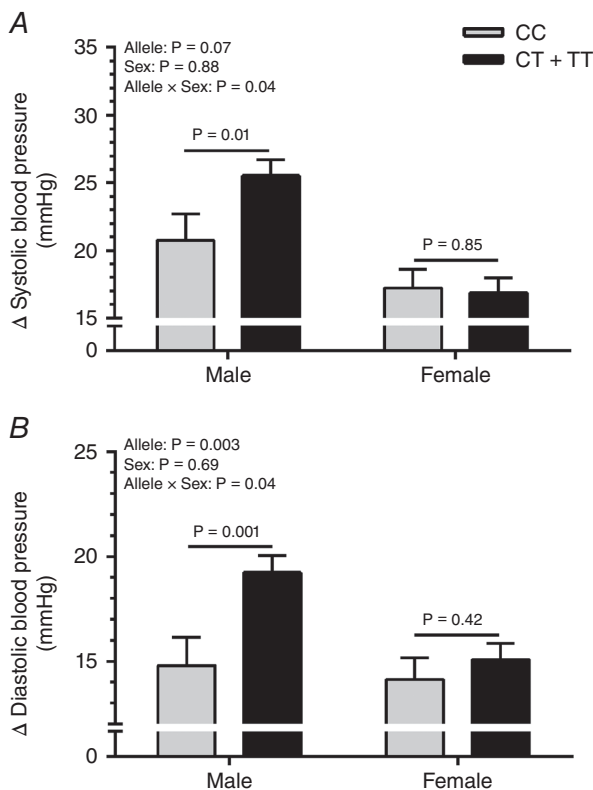 A
CC
CT + TT
Allele: P = 0.07
Sex: P = 0.88
Allele × Sex: P = 0.04
P = 0.01
P = 0.85
Δ Systolic blood pressure
(mmHg)
35
30
25
20
15
0
Male
Female
B
Allele: P = 0.003
Sex: P = 0.69
Allele × Sex: P = 0.04
P = 0.001
P = 0.42
Δ Diastolic blood pressure
(mmHg)
25
20
15
0
Male
Female